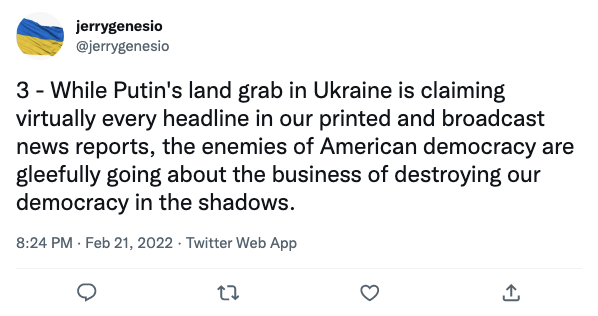 jerrygenesio
@jerrygenesio
3 - While Putin's land grab in Ukraine is claiming
virtually every headline in our printed and broadcast
news reports, the enemies of American democracy are
gleefully going about the business of destroying our
democracy in the shadows.
8:24 PM · Feb 21, 2022 · Twitter Web App